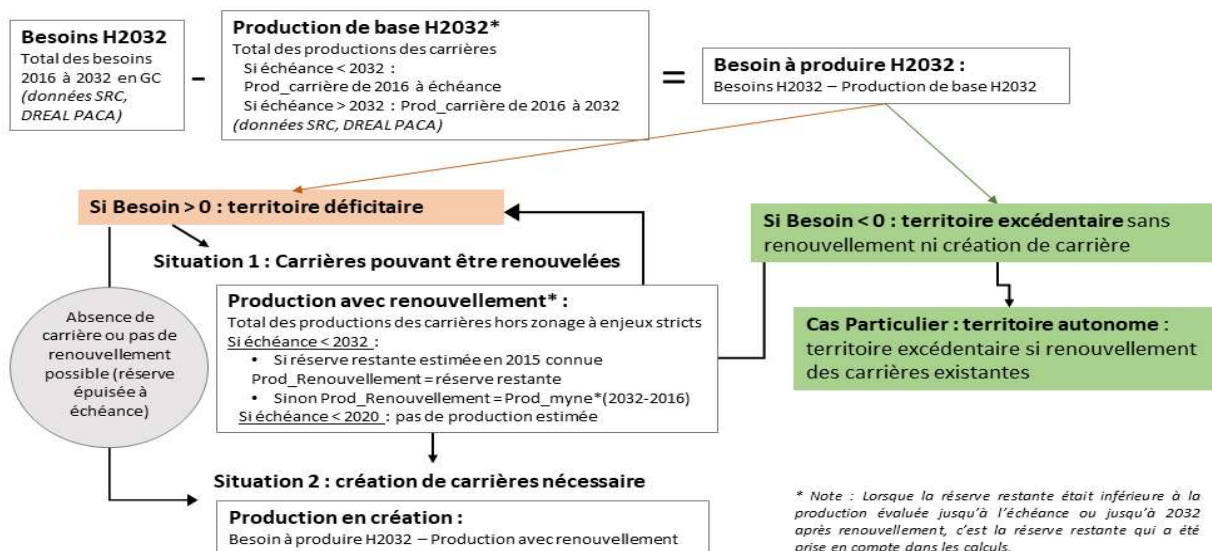 Besoins H2032
Total des besoins
2016 à 2032 en GC
(données SRC,
DREAL PACA)
-
Production de base H2032*
Total des productions des carrières
Si échéance < 2032 :
Prod_carrière de 2016 à échéance
Si échéance > 2032 : Prod_carrière de 2016 à 2032
(données SRC, DREAL PACA)
=
Besoin à produire H2032 :
Besoins H2032 – Production de base H2032
Si Besoin > 0 : territoire déficitaire
Situation 1 : Carrières pouvant être renouvelées
Absence de
carrière ou pas de
renouvellement
possible (réserve
épuisée à
échéance)
Production avec renouvellement* :
Total des productions des carrières hors zonage à enjeux stricts
Si échéance < 2032 :
• Si réserve restante estimée en 2015 connue
Prod_Renouvellement = réserve restante
• Sinon Prod_Renouvellement = Prod_myne*(2032-2016)
Si échéance < 2020 : pas de production estimée
Situation 2 : création de carrières nécessaire
Production en création :
Besoin à produire H2032 – Production avec renouvellement
Si Besoin < 0 : territoire excédentaire sans
renouvellement ni création de carrière
Cas Particulier : territoire autonome :
territoire excédentaire si renouvellement
des carrières existantes
* Note : Lorsque la réserve restante était inférieure à la
production évaluée jusqu'à l'échéance ou jusqu'à 2032
après renouvellement, c'est la réserve restante qui a été
prise en compte dans les calculs.